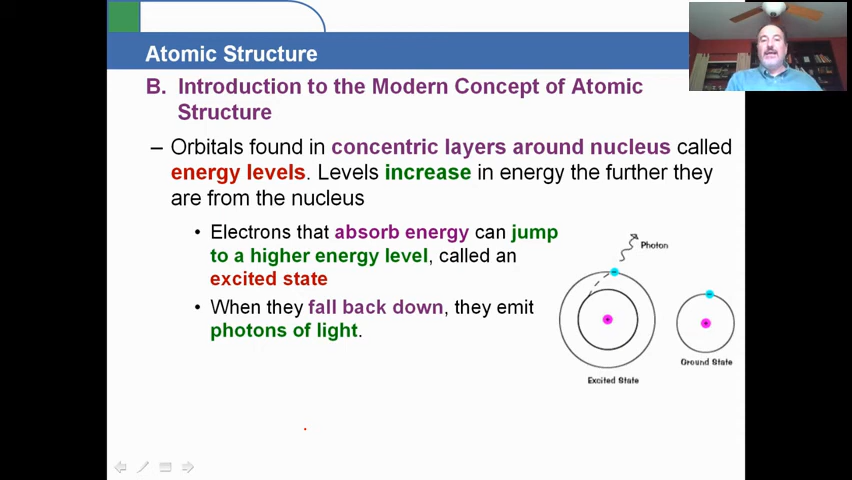 Atomic Structure
B. Introduction to the Modern Concept of Atomic
Structure
– Orbitals found in concentric layers around nucleus called
energy levels. Levels increase in energy the further they
are from the nucleus
• Electrons that absorb energy can jump
to a higher energy level, called an
excited state
• When they fall back down, they emit
photons of light.
Photon
Ground State
Excited State